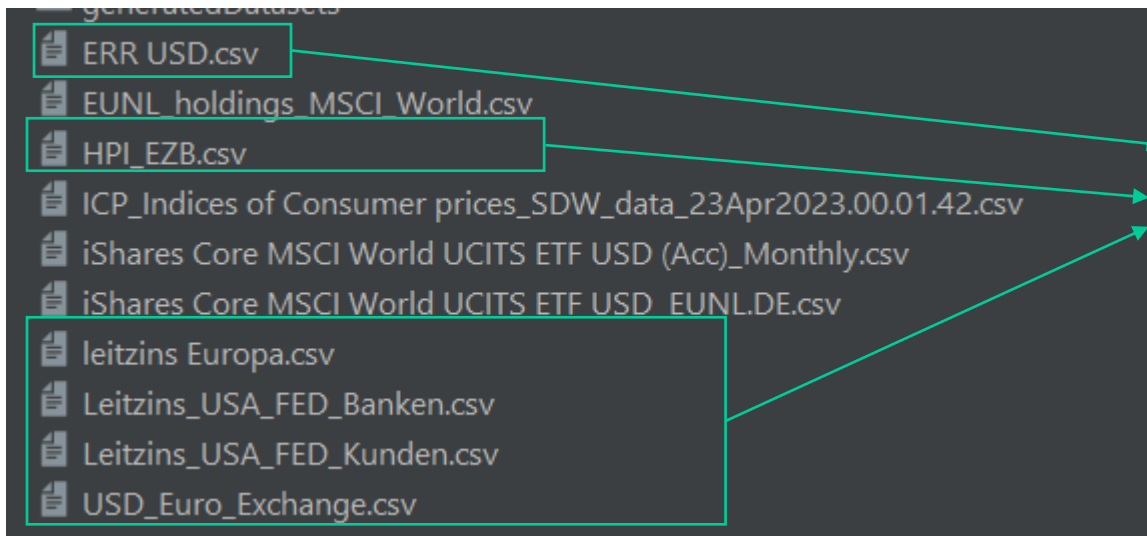 generatedDatasets
ERR USD.csv
EUNL_holdings_MSCI_World.csv
HPI_EZB.csv
ICP_Indices of Consumer prices_SDW_data_23Apr2023.00.01.42.csv
iShares Core MSCI World UCITS ETF USD (Acc)_Monthly.csv
iShares Core MSCI World UCITS ETF USD_EUNL.DE.csv
leitzins Europa.csv
Leitzins_USA_FED_Banken.csv
Leitzins_USA_FED_Kunden.csv
USD_Euro_Exchange.csv